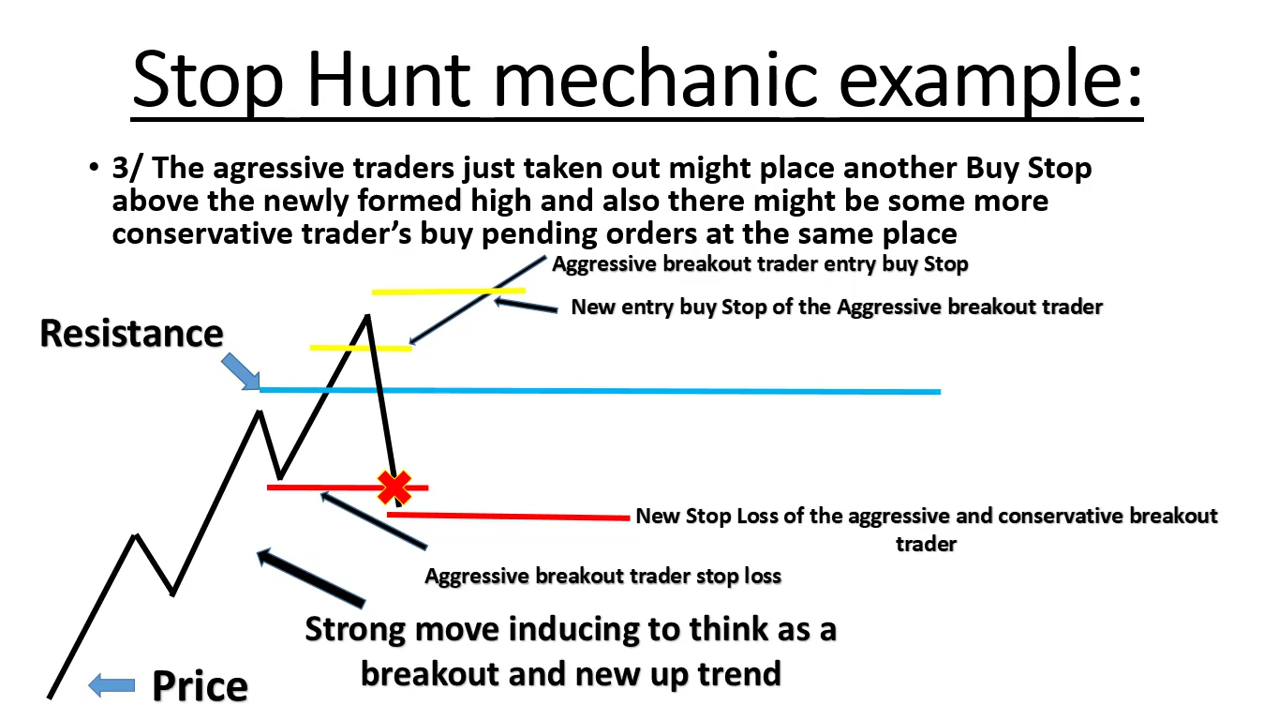 Stop Hunt mechanic example:
• 3/ The agressive traders just taken out might place another Buy Stop
above the newly formed high and also there might be some more
conservative trader’s buy pending orders at the same place
Aggressive breakout trader entry buy Stop
New entry buy Stop of the Aggressive breakout trader
Resistance
New Stop Loss of the aggressive and conservative breakout
trader
Aggressive breakout trader stop loss
Strong move inducing to think as a
breakout and new up trend
Price